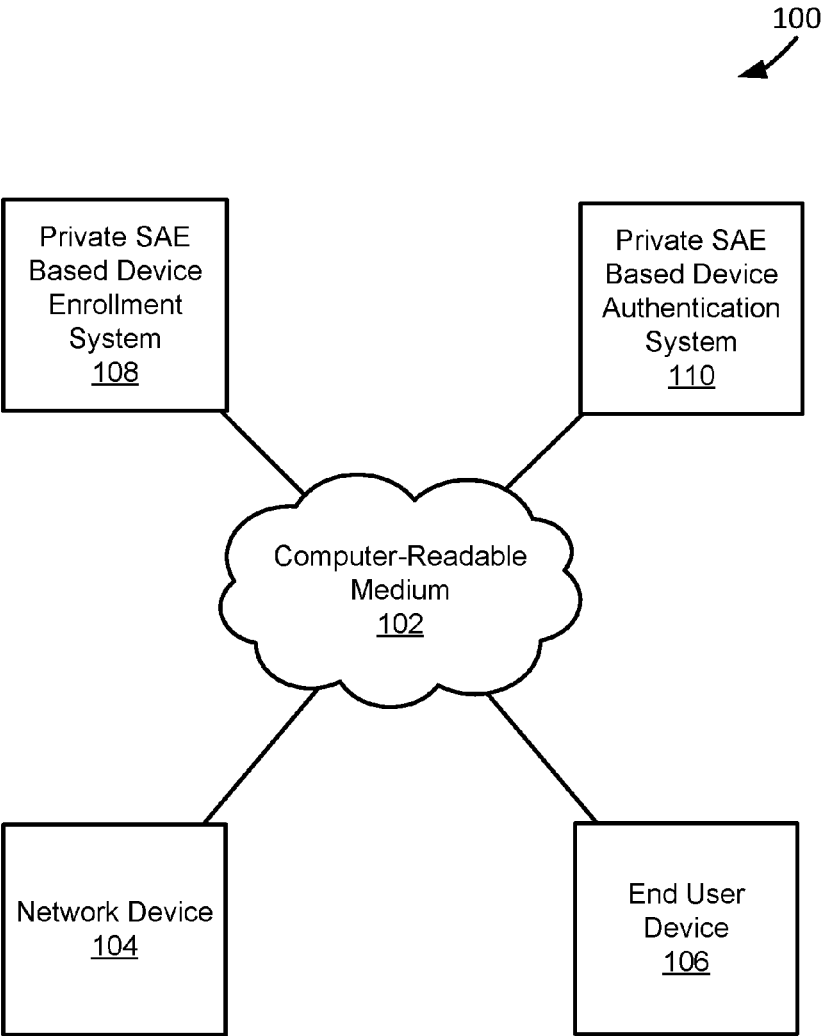 100
Private SAE
Based Device
Enrollment
System
108
Private SAE
Based Device
Authentication
System
110
Computer-Readable
Medium
102
Network Device
104
End User
Device
106